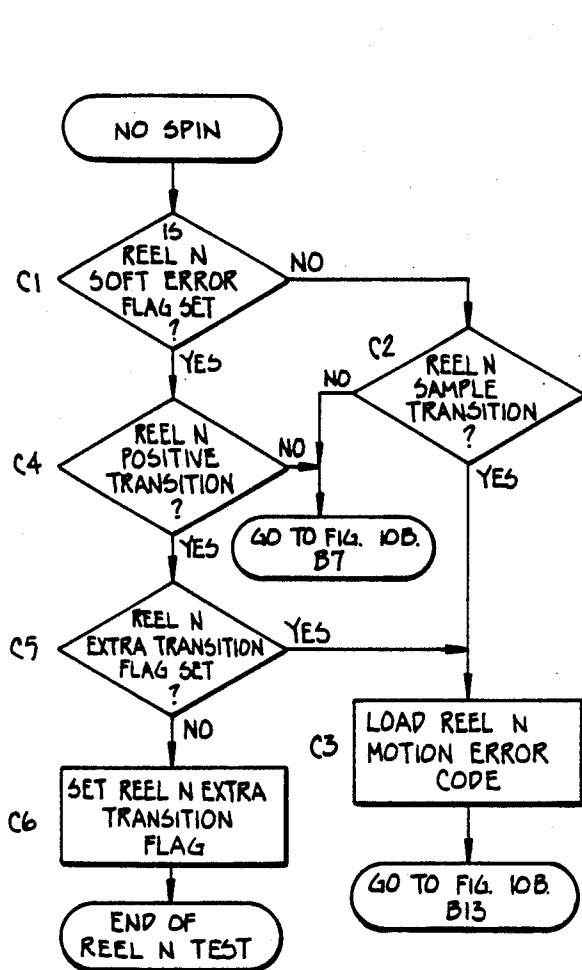 NO SPIN
C1
IS
REEL N
SOFT ERROR
FLAG SET
?
NO
YES
C2
REEL N
SAMPLE
TRANSITION
?
NO
YES
C4
REEL N
POSITIVE
TRANSITION
?
NO
YES
GO TO FIG. 10B.
B7
C5
REEL N
EXTRA TRANSITION
FLAG SET
?
YES
NO
C3
LOAD REEL N
MOTION ERROR
CODE
C6
SET REEL N EXTRA
TRANSITION
FLAG
GO TO FIG. 10B.
B13
END OF
REEL N TEST